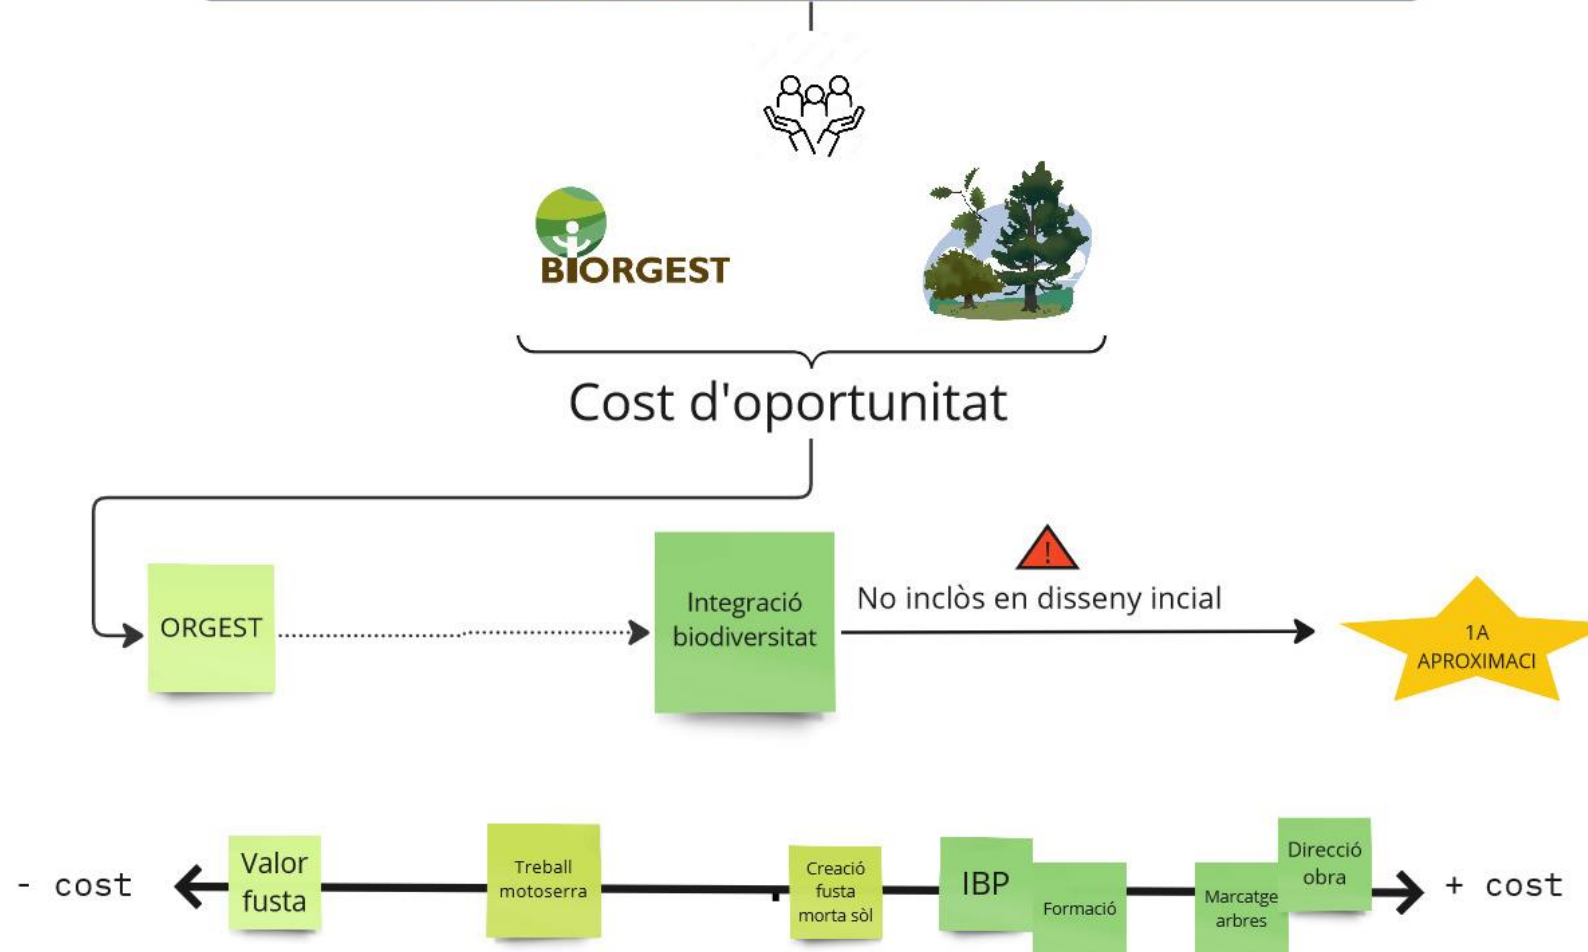 BIORGEST
Cost d'oportunitat
ORGEST
Integració
biodiversitat
!
No inclòs en disseny incial
1A
APROXIMACI
- cost
Valor
fusta
Treball
motoserra
Creació
fusta
morta sòl
IBP
Formació
Marcatge
arbres
Direcció
obra
+ cost